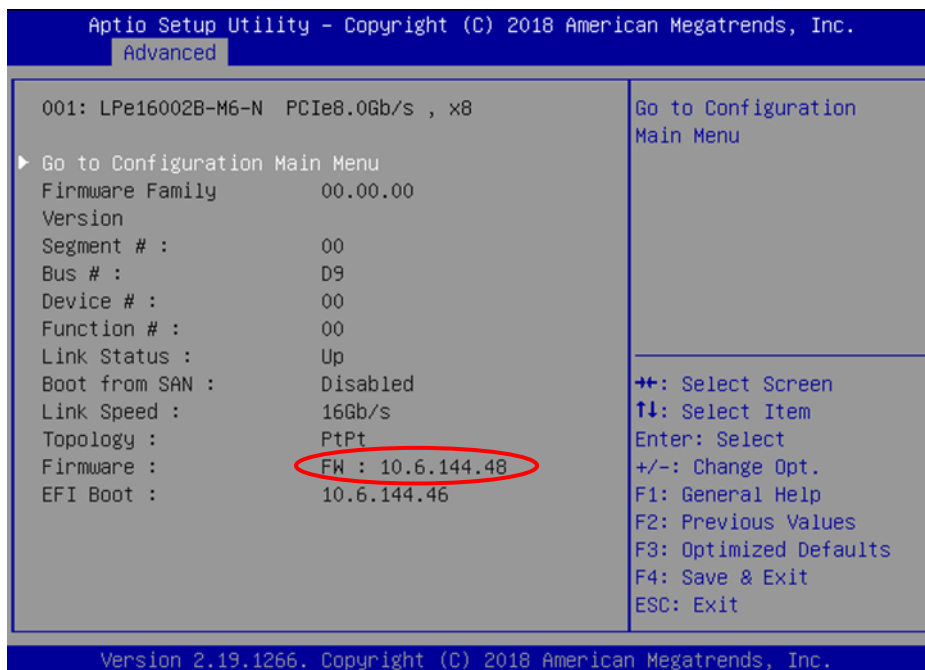 Aptio Setup Utility – Copyright (C) 2018 American Megatrends, Inc.
Advanced
001: LPe16002B-M6-N PCIe8.0Gb/s , x8
Go to Configuration Main Menu
Firmware Family 00.00.00
Version
Segment # : 00
Bus # : D9
Device # : 00
Function # : 00
Link Status : Up
Boot from SAN : Disabled
Link Speed : 16Gb/s
Topology : PtPt
Firmware : FW : 10.6.144.48
EFI Boot : 10.6.144.46
Go to Configuration
Main Menu
→←: Select Screen
↑↓: Select Item
Enter: Select
+/-: Change Opt.
F1: General Help
F2: Previous Values
F3: Optimized Defaults
F4: Save & Exit
ESC: Exit
Version 2.19.1266. Copyright (C) 2018 American Megatrends, Inc.